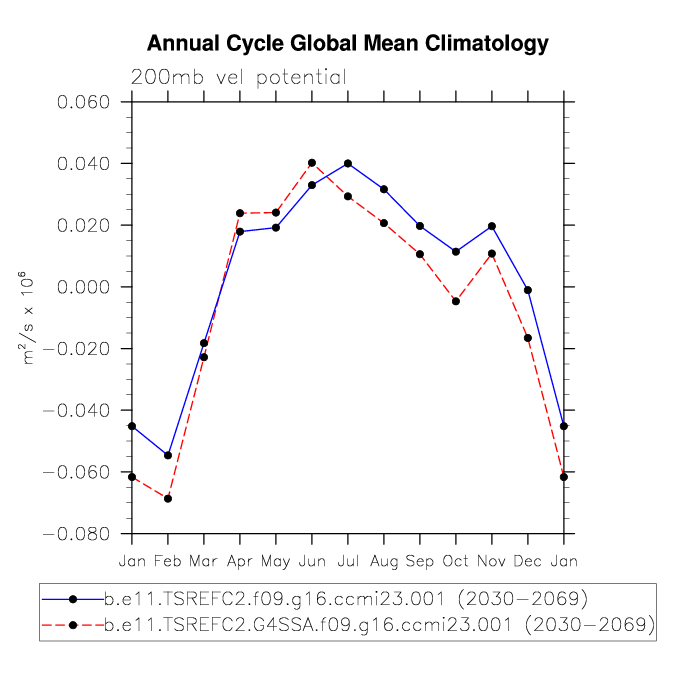 Annual Cycle Global Mean Climatology
200mb vel potential
0.060
0.040
0.020
0.000
−0.020
−0.040
−0.060
−0.080
m²/s x 10⁶
Jan Feb Mar Apr May Jun Jul Aug Sep Oct Nov Dec Jan
b.e11.TSREFC2.f09.g16.ccmi23.001 (2030−2069)
b.e11.TSREFC2.G4SSA.f09.g16.ccmi23.001 (2030−2069)